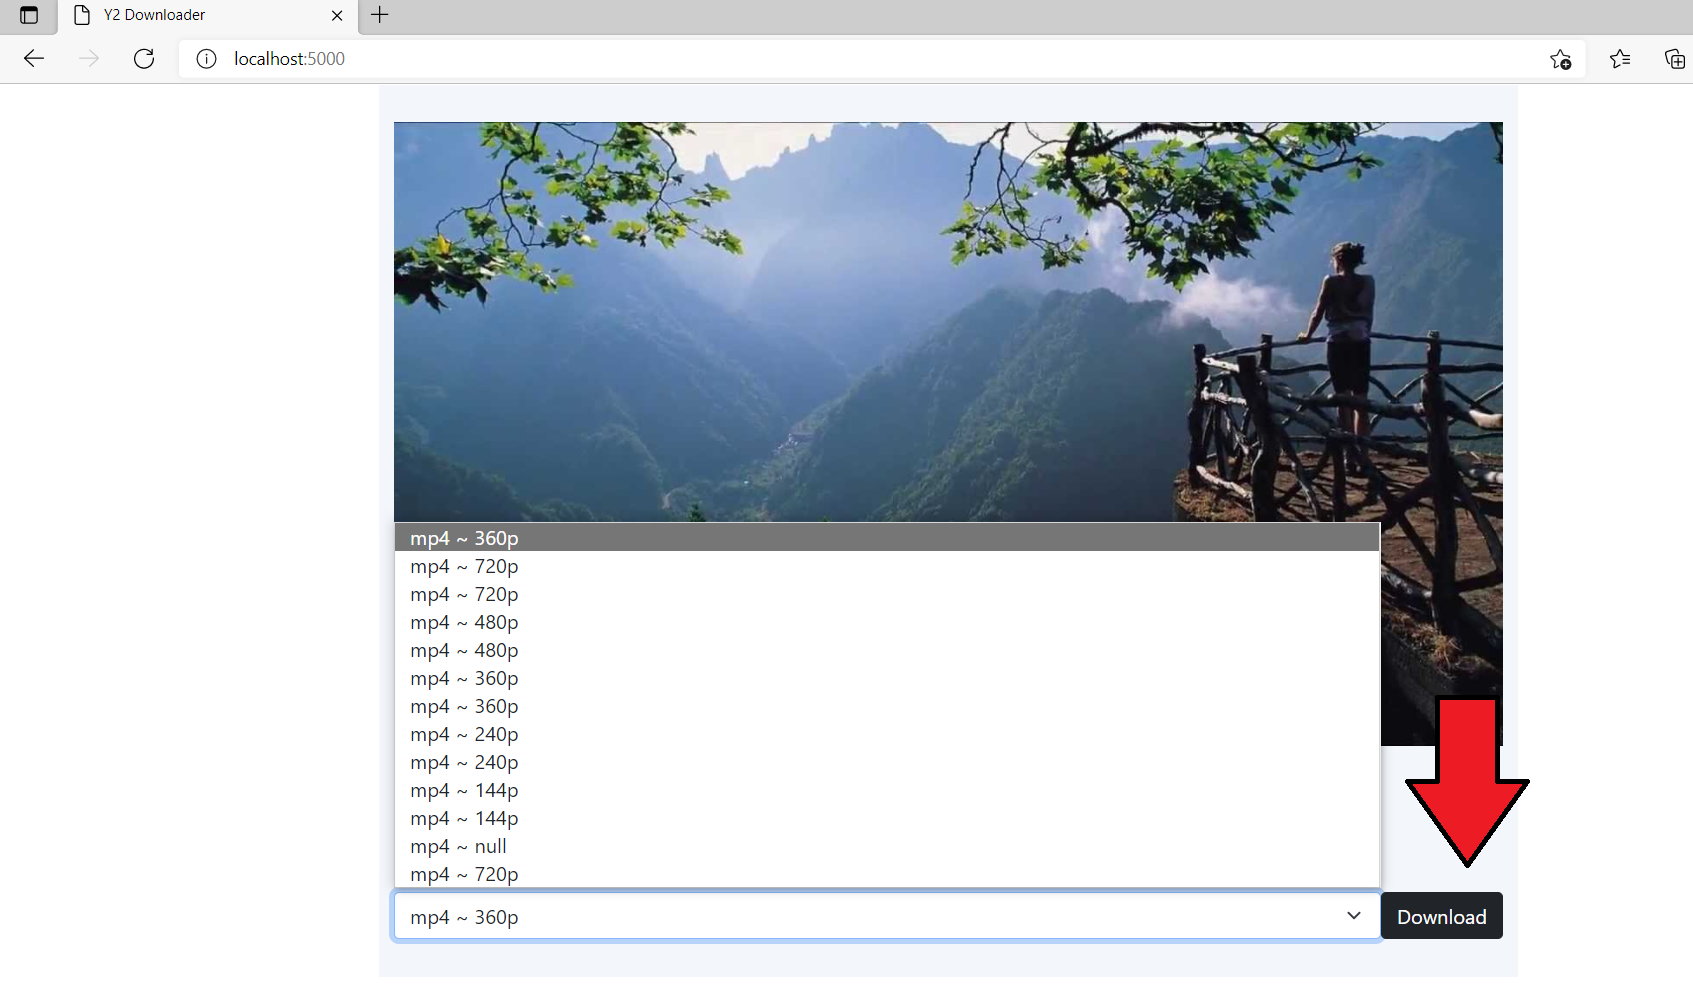 Y2 Downloader
localhost:5000
mp4 ~ 360p
mp4 ~ 720p
mp4 ~ 720p
mp4 ~ 480p
mp4 ~ 480p
mp4 ~ 360p
mp4 ~ 360p
mp4 ~ 240p
mp4 ~ 240p
mp4 ~ 144p
mp4 ~ 144p
mp4 ~ null
mp4 ~ 720p
mp4 ~ 360p Download